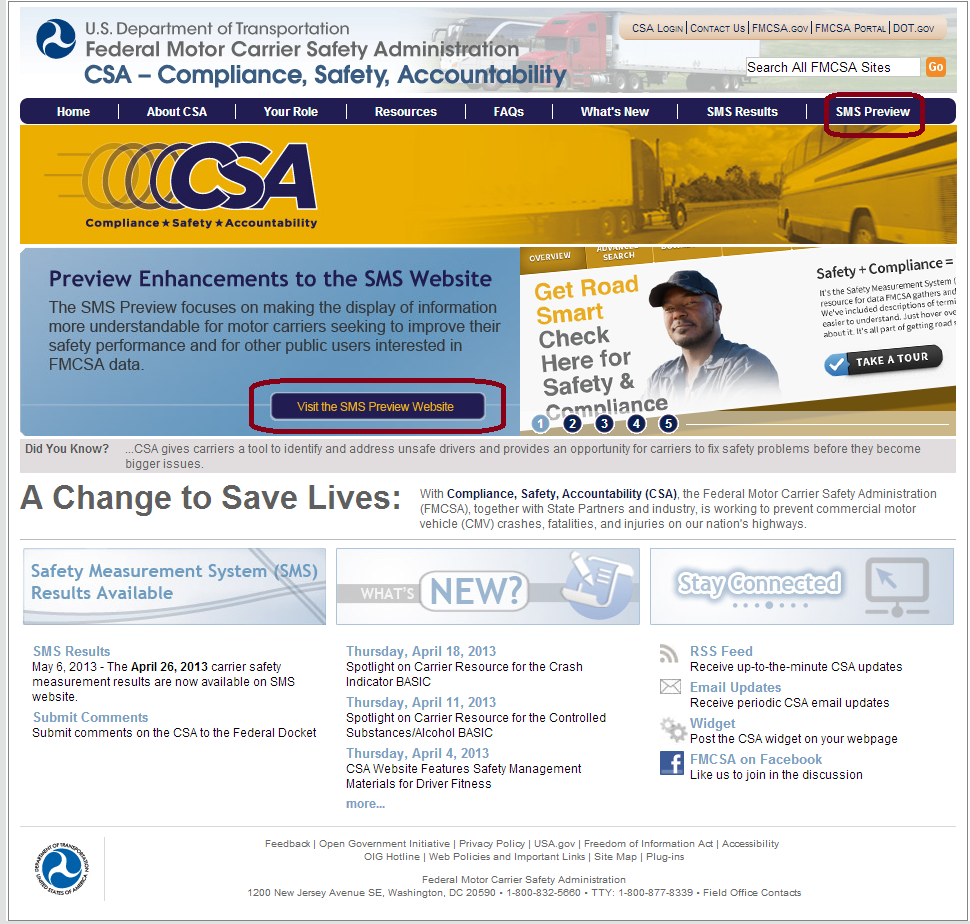 U.S. Department of Transportation
Federal Motor Carrier Safety Administration
CSA – Compliance, Safety, Accountability
CSA Login | Contact Us | FMCSA.gov | FMCSA Portal | DOT.gov
Search All FMCSA Sites Go
Home | About CSA | Your Role | Resources | FAQs | What's New | SMS Results | SMS Preview
CSA
Compliance★Safety★Accountability
Preview Enhancements to the SMS Website
The SMS Preview focuses on making the display of information
more understandable for motor carriers seeking to improve their
safety performance and for other public users interested in
FMCSA data.
Visit the SMS Preview Website
OVERVIEW
SEARCH
Get Road
Smart
Check
Here for
Safety &
Compliance
Safety + Compliance =
It's the Safety Measurement System (
resource for data FMCSA gathers and
We've included descriptions of termi
easier to understand. Just hover ove
about it. It's all part of getting road s
TAKE A TOUR
1 2 3 4 5
Did You Know? ...CSA gives carriers a tool to identify and address unsafe drivers and provides an opportunity for carriers to fix safety problems before they become
bigger issues.
A Change to Save Lives:
With Compliance, Safety, Accountability (CSA), the Federal Motor Carrier Safety Administration
(FMCSA), together with State Partners and industry, is working to prevent commercial motor
vehicle (CMV) crashes, fatalities, and injuries on our nation's highways.
Safety Measurement System (SMS)
Results Available
SMS Results
May 6, 2013 - The April 26, 2013 carrier safety
measurement results are now available on SMS
website.
Submit Comments
Submit comments on the CSA to the Federal Docket
WHAT'S NEW?
Thursday, April 18, 2013
Spotlight on Carrier Resource for the Crash
Indicator BASIC
Thursday, April 11, 2013
Spotlight on Carrier Resource for the Controlled
Substances/Alcohol BASIC
Thursday, April 4, 2013
CSA Website Features Safety Management
Materials for Driver Fitness
more...
Stay Connected
RSS Feed
Receive up-to-the-minute CSA updates
Email Updates
Receive periodic CSA email updates
Widget
Post the CSA widget on your webpage
FMCSA on Facebook
Like us to join in the discussion
DEPARTMENT OF TRANSPORTATION
UNITED STATES OF AMERICA
Feedback | Open Government Initiative | Privacy Policy | USA.gov | Freedom of Information Act | Accessibility
OIG Hotline | Web Policies and Important Links | Site Map | Plug-ins
Federal Motor Carrier Safety Administration
1200 New Jersey Avenue SE, Washington, DC 20590 • 1-800-832-5660 • TTY: 1-800-877-8339 • Field Office Contacts